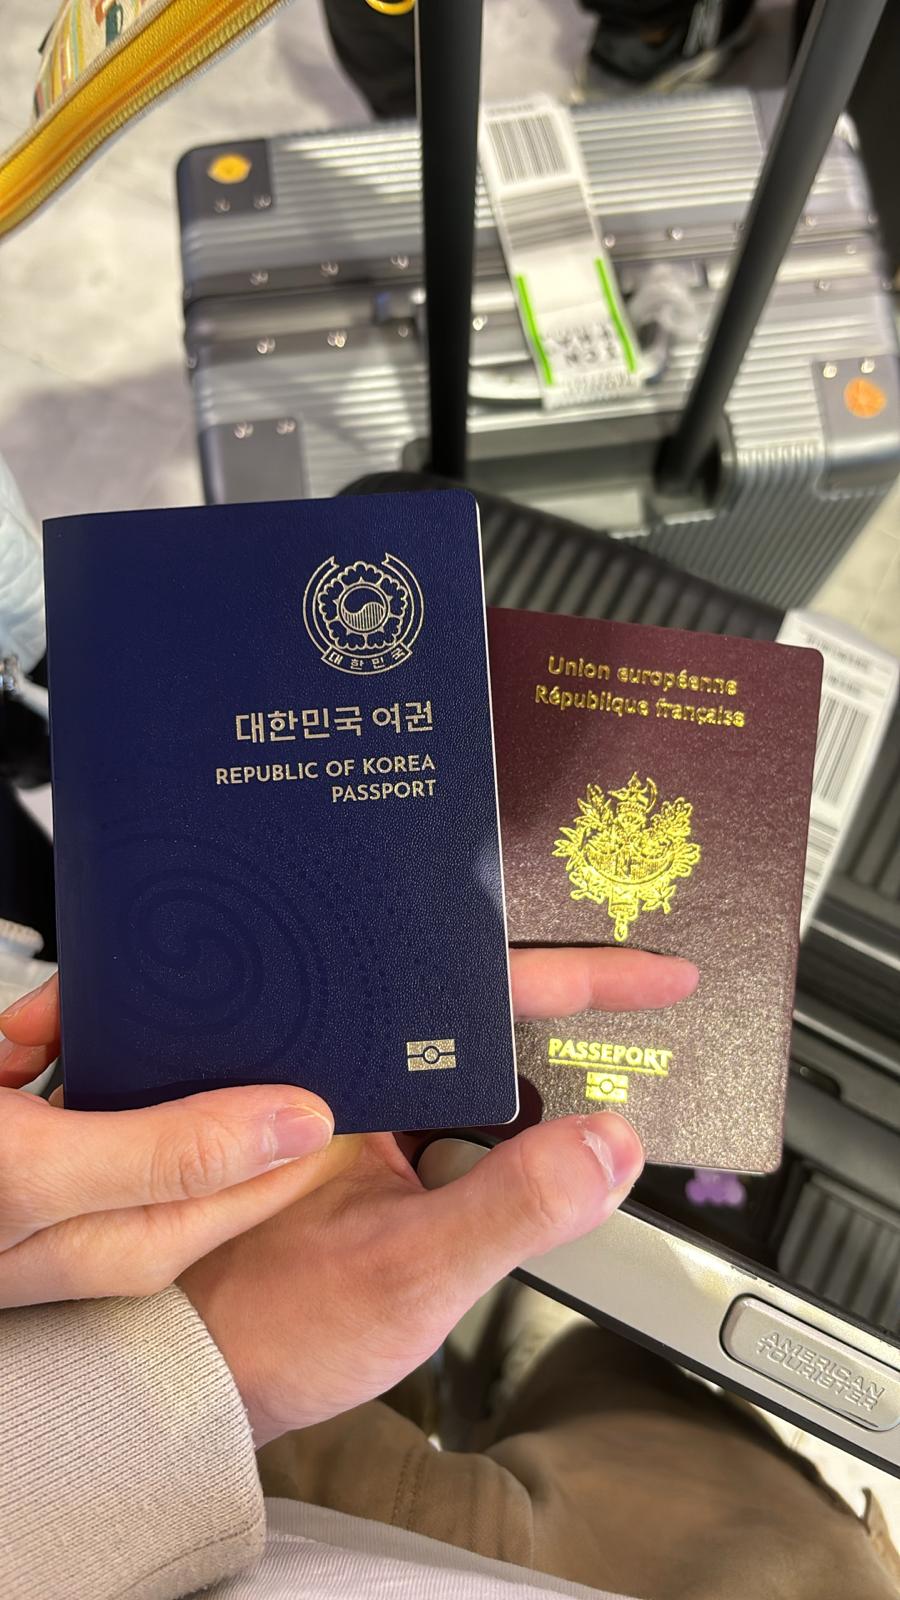 대한민국
대한민국 여권
REPUBLIC OF KOREA
PASSPORT
Union européenne
République française
RF
PASSEPORT
AMERICAN
TOURISTER